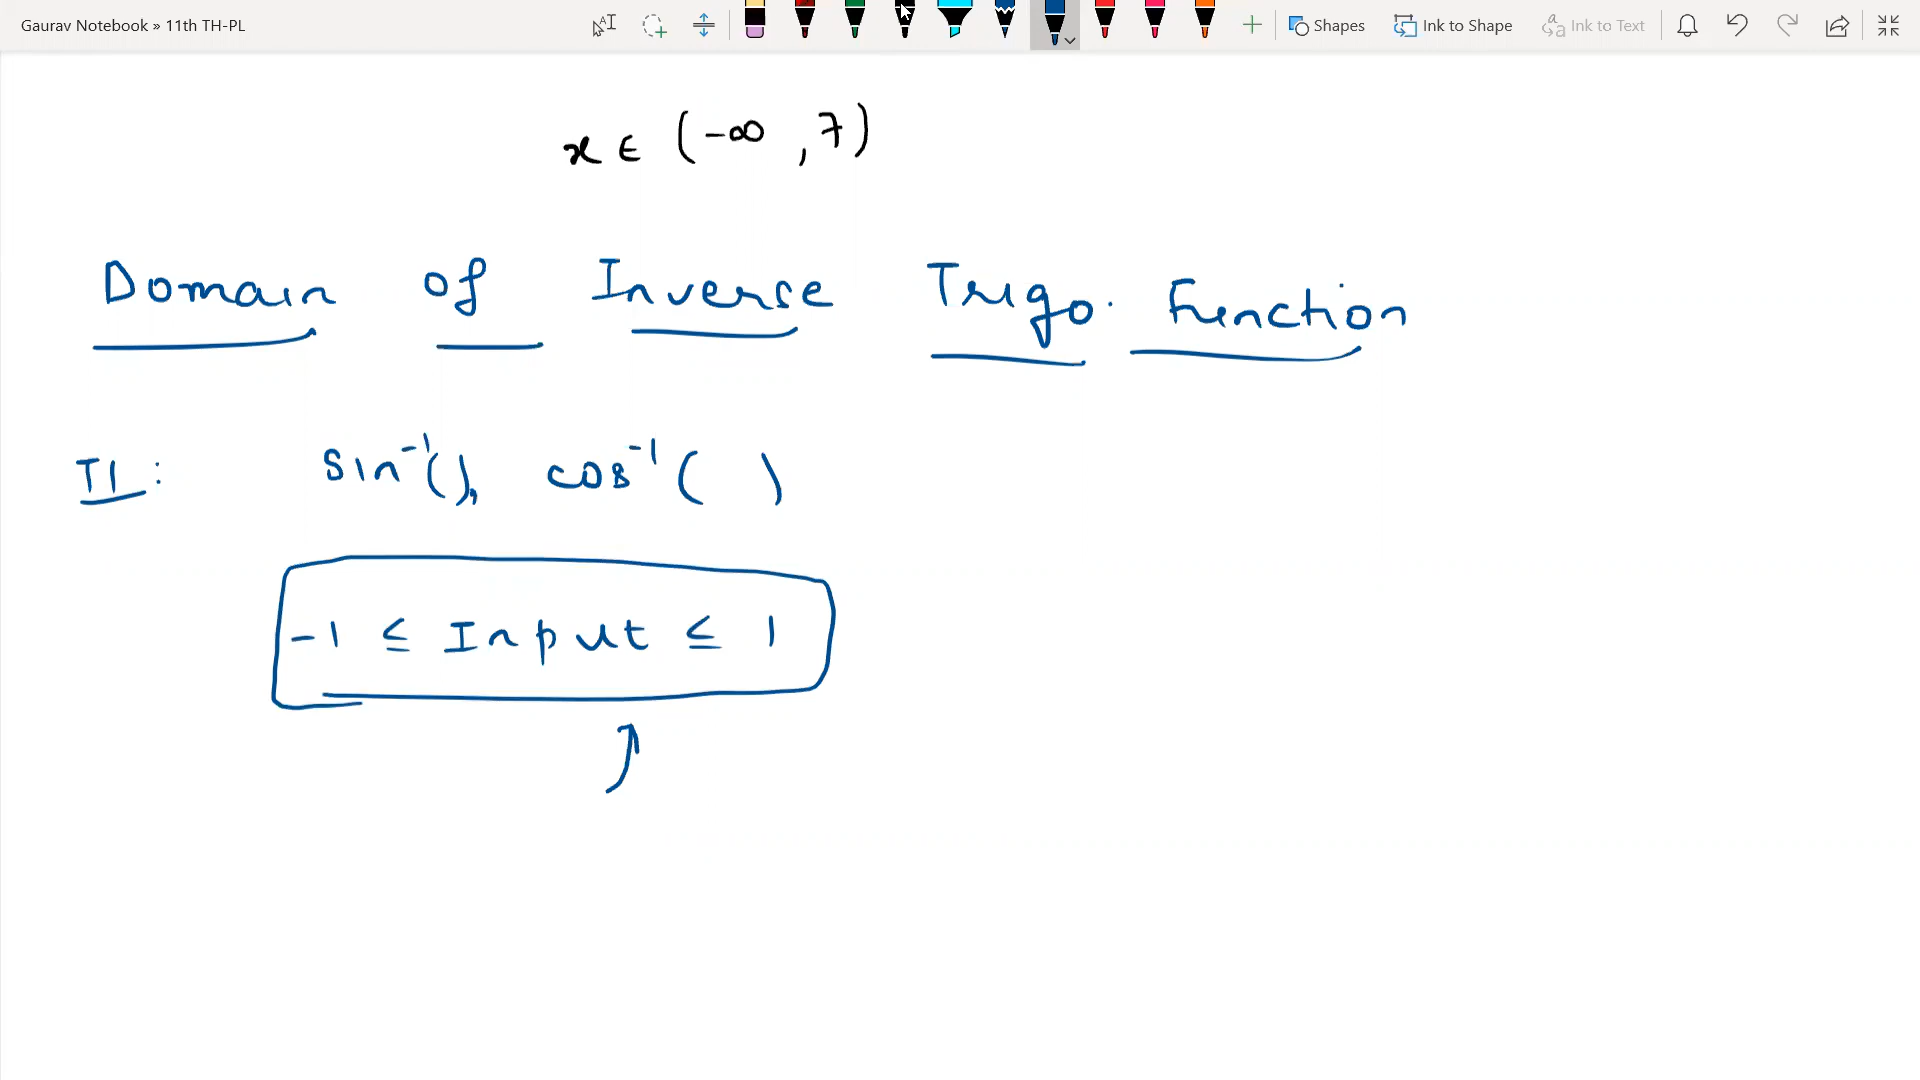 Gaurav Notebook » 11th TH-PL
Shapes Ink to Shape Ink to Text
x ∈ (-∞, 7)
Domain of Inverse Trigo. Function
T1: sin⁻¹( ), cos⁻¹( )
-1 ≤ Input ≤ 1